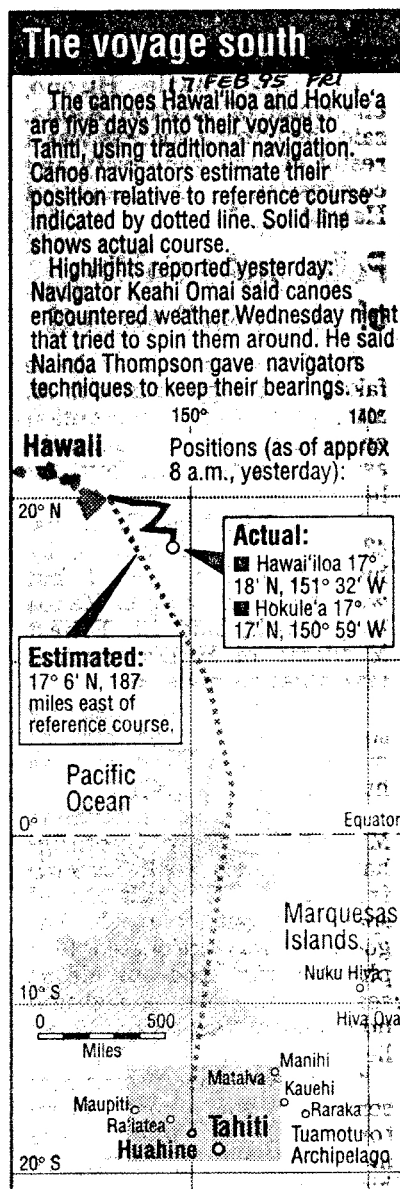 The voyage south
17 FEB 95 FRI
The canoes Hawai'iloa and Hokule'a
are five days into their voyage to
Tahiti, using traditional navigation.
Canoe navigators estimate their
position relative to reference course
indicated by dotted line. Solid line
shows actual course.
Highlights reported yesterday:
Navigator Keahi Omai said canoes
encountered weather Wednesday night
that tried to spin them around. He said
Nainoa Thompson gave navigators
techniques to keep their bearings.
150° 140°
Hawaii
Positions (as of approx
8 a.m., yesterday):
20° N
Actual:
Hawai'iloa 17°
18' N, 151° 32' W
Hokule'a 17°
17' N, 150° 59' W
Estimated:
17° 6' N, 187
miles east of
reference course.
Pacific
Ocean
0°
Equator
Marquesas
Islands
Nuku Hiva
10° S
Hiva Ova
0 500
Miles
Manihi
Mataiva
Kauehi
Maupiti
Raraka
Ra'iatea
Tahiti
Huahine
Tuamotu
Archipelago
20° S